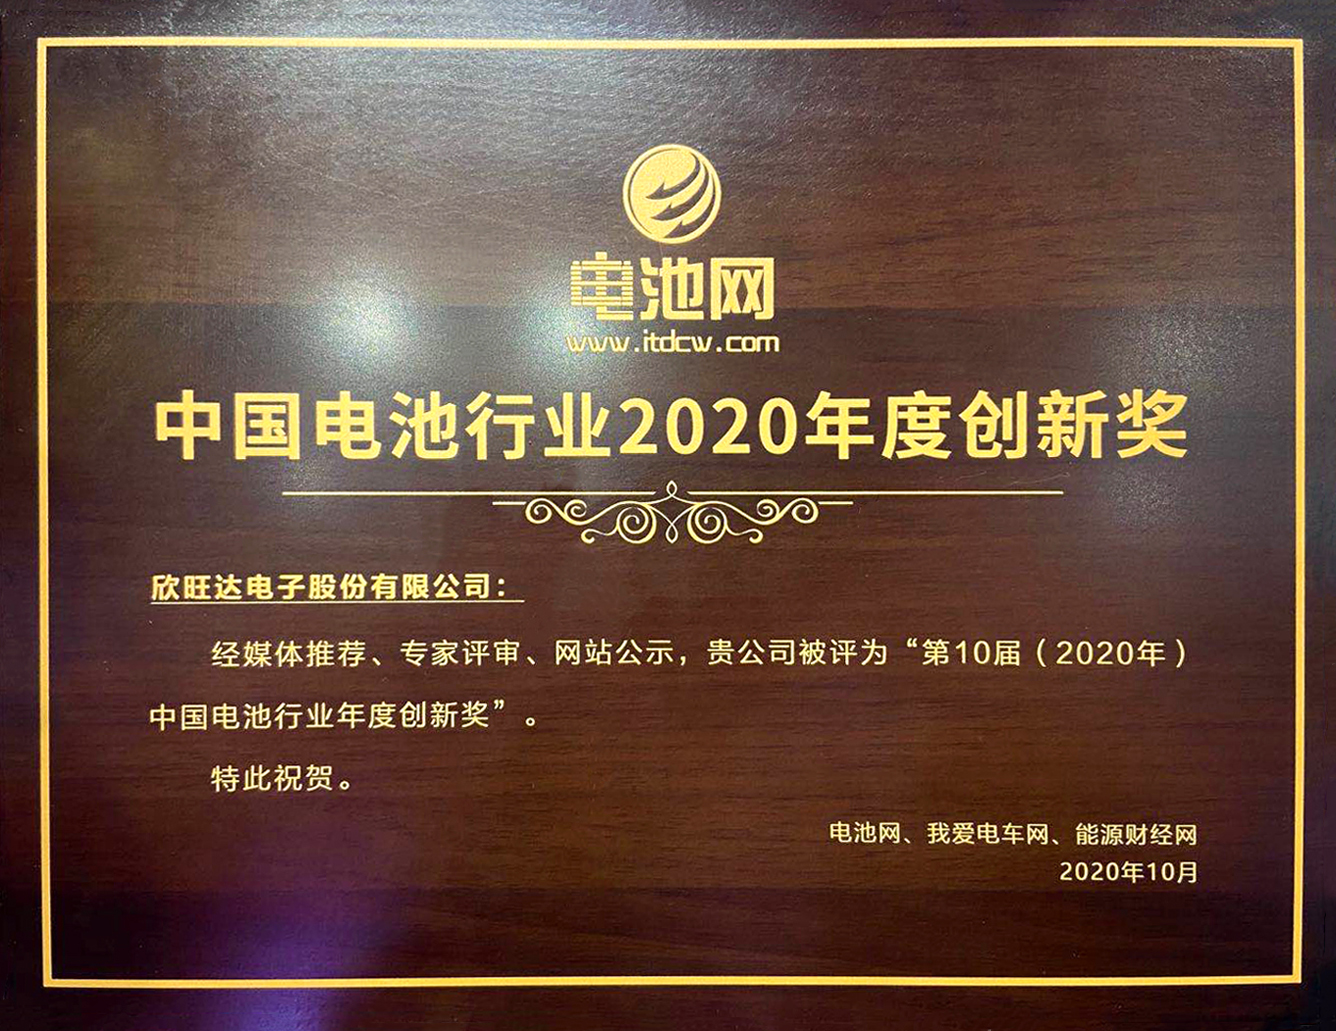 电池网
www.itdcw.com
中国电池行业2020年度创新奖
欣旺达电子股份有限公司：
经媒体推荐、专家评审、网站公示，贵公司被评为“第10届（2020年）
中国电池行业年度创新奖”。
特此祝贺。
电池网、我爱电车网、能源财经网
2020年10月